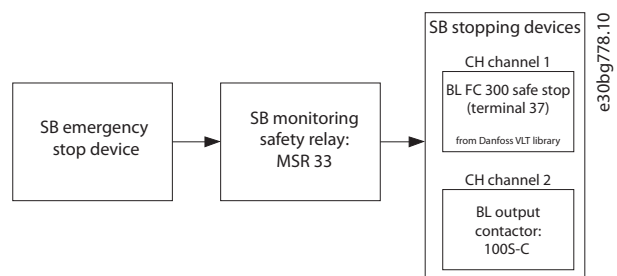 SB emergency
stop device
SB monitoring
safety relay:
MSR 33
SB stopping devices
CH channel 1
BL FC 300 safe stop
(terminal 37)
from Danfoss VLT library
CH channel 2
BL output
contactor:
100S-C
e30bg778.10